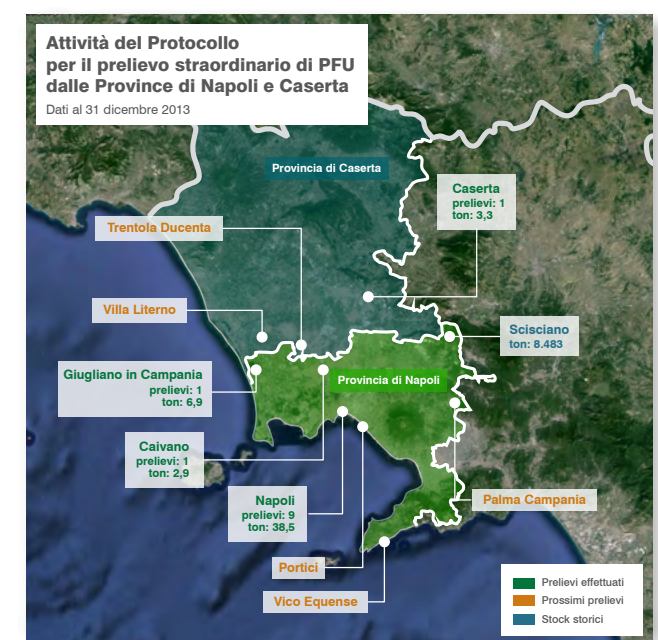 Attività del Protocollo
per il prelievo straordinario di PFU
dalle Province di Napoli e Caserta
Dati al 31 dicembre 2013
Provincia di Caserta
Caserta
prelievi: 1
ton: 3,3
Trentola Ducenta
Villa Literno
Scisciano
ton: 8.483
Giugliano in Campania
prelievi: 1
ton: 6,9
Provincia di Napoli
Caivano
prelievi: 1
ton: 2,9
Napoli
prelievi: 9
ton: 38,5
Palma Campania
Portici
Vico Equense
Prelievi effettuati
Prossimi prelievi
Stock storici